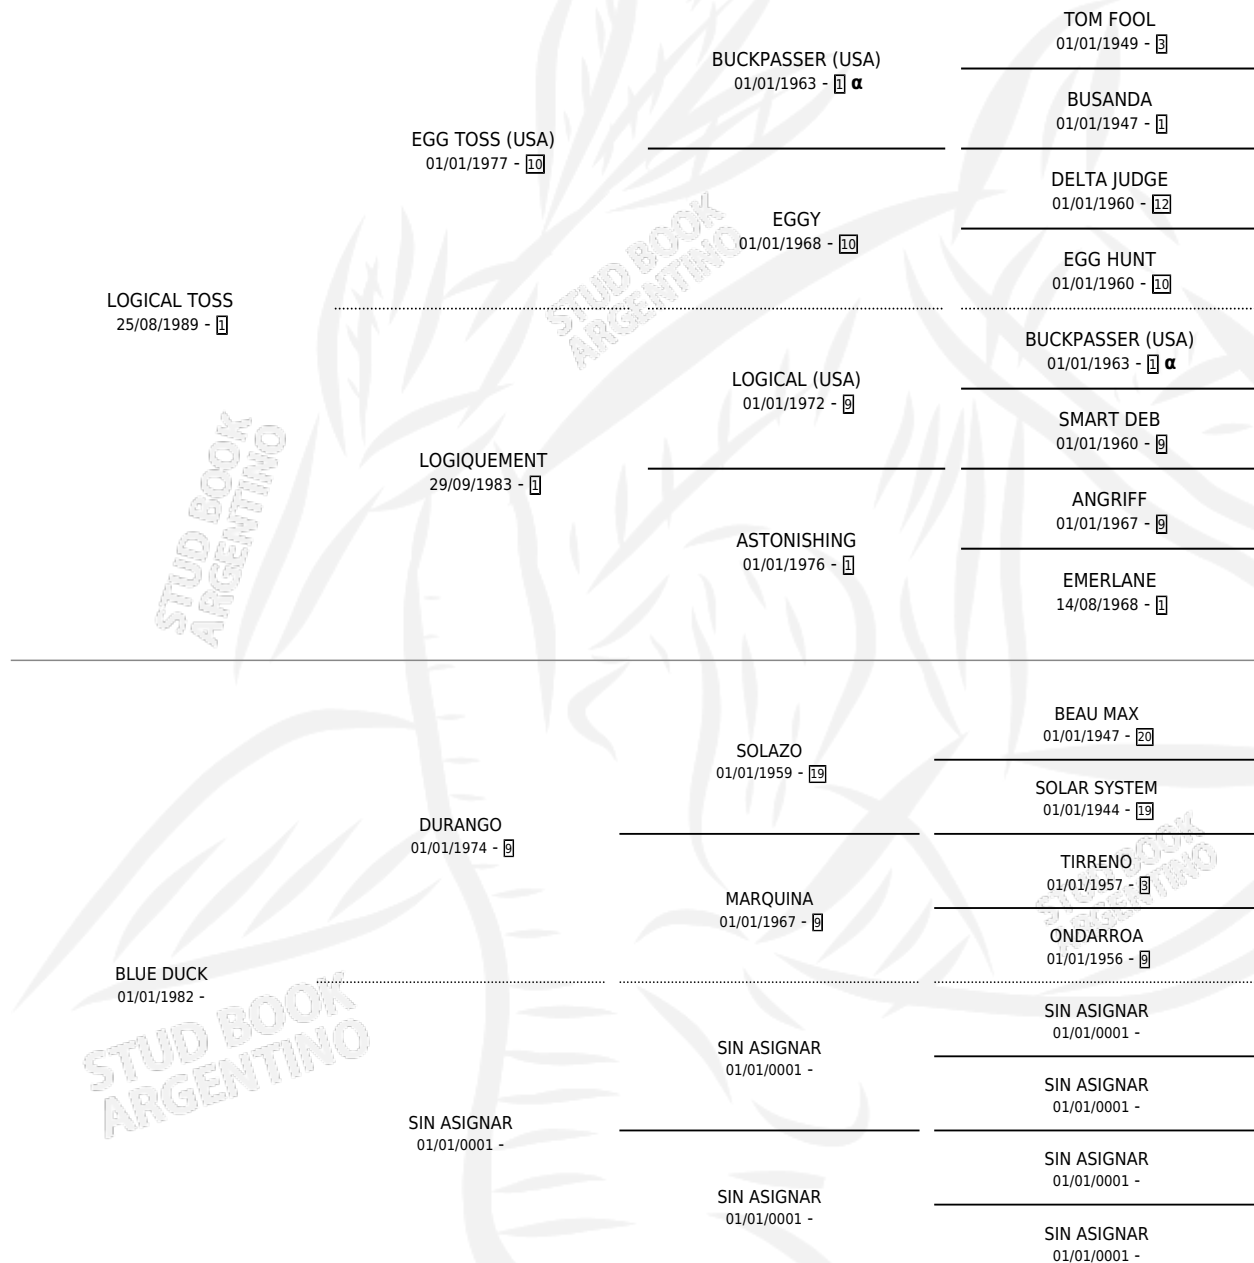 TOM FOOL
01/01/1949 - 3
BUCKPASSER (USA)
01/01/1963 - 1 α
BUSANDA
01/01/1947 - 1
EGG TOSS (USA)
01/01/1977 - 10
DELTA JUDGE
01/01/1960 - 12
EGGY
01/01/1968 - 10
EGG HUNT
01/01/1960 - 10
LOGICAL TOSS
25/08/1989 - 1
BUCKPASSER (USA)
01/01/1963 - 1 α
LOGICAL (USA)
01/01/1972 - 9
SMART DEB
01/01/1960 - 9
LOGIQUEMENT
29/09/1983 - 1
ANGRIFF
01/01/1967 - 9
ASTONISHING
01/01/1976 - 1
EMERLANE
14/08/1968 - 1
BEAU MAX
01/01/1947 - 20
SOLAZO
01/01/1959 - 19
SOLAR SYSTEM
01/01/1944 - 19
DURANGO
01/01/1974 - 9
TIRRENO
01/01/1957 - 3
MARQUINA
01/01/1967 - 9
ONDARROA
01/01/1956 - 9
BLUE DUCK
01/01/1982 -
SIN ASIGNAR
01/01/0001 -
SIN ASIGNAR
01/01/0001 -
SIN ASIGNAR
01/01/0001 -
SIN ASIGNAR
01/01/0001 -
SIN ASIGNAR
01/01/0001 -
SIN ASIGNAR
01/01/0001 -
SIN ASIGNAR
01/01/0001 -
STUD BOOK
ARGENTINO
STUD BOOK
ARGENTINO
STUD BOOK
ARGENTINO
STUD BOOK
ARGENTINO